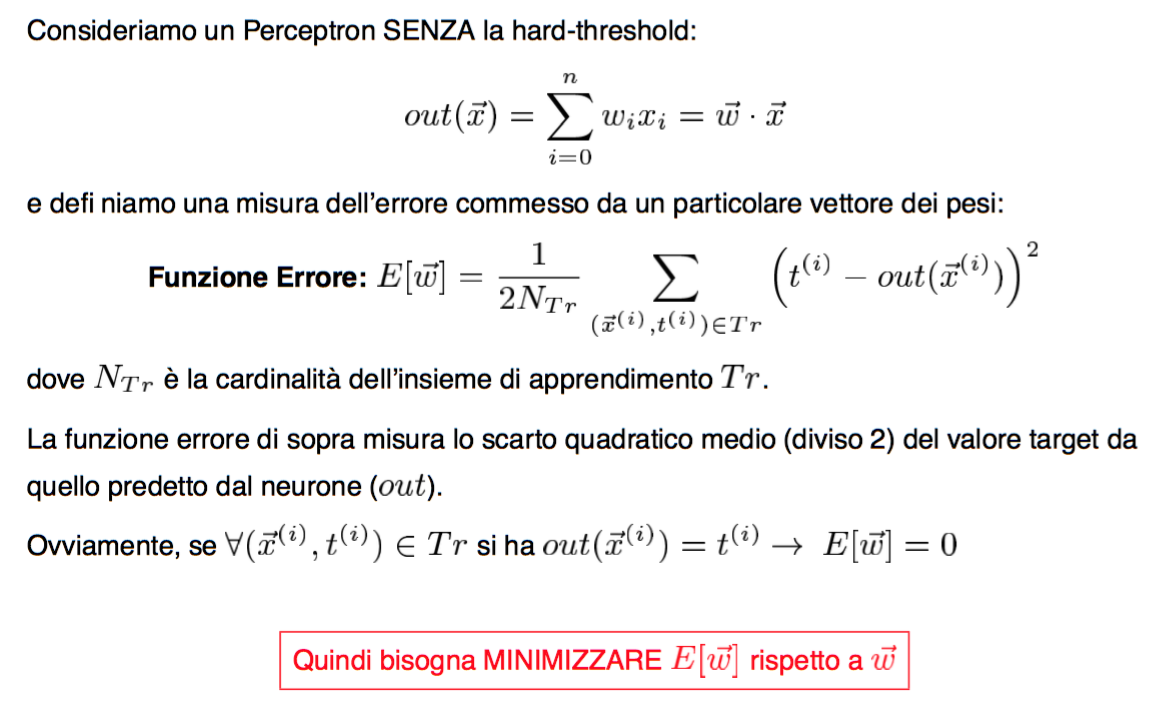 Consideriamo un Perceptron SENZA la hard-threshold:
$out(\vec{x}) = \sum_{i=0}^{n} w_i x_i = \vec{w} \cdot \vec{x}$
e defi niamo una misura dell'errore commesso da un particolare vettore dei pesi:
Funzione Errore: $E[\vec{w}] = \frac{1}{2N_{Tr}} \sum_{(\vec{x}^{(i)}, t^{(i)}) \in Tr} \left( t^{(i)} - out(\vec{x}^{(i)}) \right)^2$
dove $N_{Tr}$ è la cardinalità dell'insieme di apprendimento $Tr$.
La funzione errore di sopra misura lo scarto quadratico medio (diviso 2) del valore target da
quello predetto dal neurone ($out$).
Ovviamente, se $\forall (\vec{x}^{(i)}, t^{(i)}) \in Tr$ si ha $out(\vec{x}^{(i)}) = t^{(i)} \rightarrow E[\vec{w}] = 0$
Quindi bisogna MINIMIZZARE $E[\vec{w}]$ rispetto a $\vec{w}$